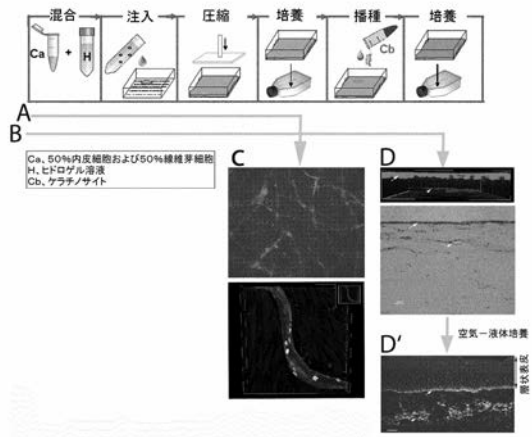 混合
注入
圧縮
培養
播種
培養
Ca
+
H
Cb
A
B
Ca、50%内皮細胞および50%線維芽細胞
H、ヒドロゲル溶液
Cb、ケラチノサイト
C
D
空気－液体培養
D'
層状表皮